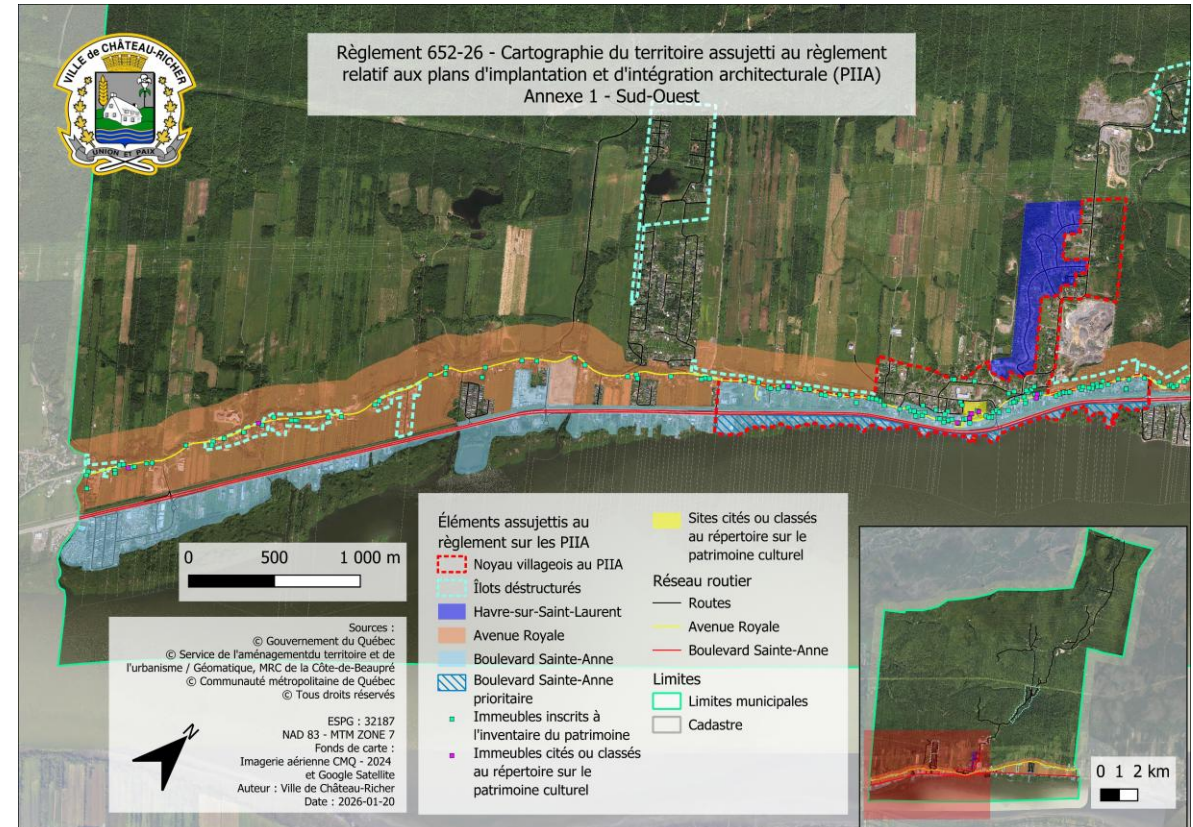 VILLE de CHÂTEAU-RICHER
UNION ET PAIX
Règlement 652-26 - Cartographie du territoire assujetti au règlement
relatif aux plans d'implantation et d'intégration architecturale (PIIA)
Annexe 1 - Sud-Ouest
0 500 1 000 m
Sources :
© Gouvernement du Québec
© Service de l'aménagementdu territoire et de
l'urbanisme / Géomatique, MRC de la Côte-de-Beaupré
© Communauté métropolitaine de Québec
© Tous droits réservés
ESPG : 32187
NAD 83 - MTM ZONE 7
Fonds de carte :
Imagerie aérienne CMQ - 2024
et Google Satellite
Auteur : Ville de Château-Richer
Date : 2026-01-20
N
Éléments assujettis au
règlement sur les PIIA
Noyau villageois au PIIA
Îlots déstructurés
Havre-sur-Saint-Laurent
Avenue Royale
Boulevard Sainte-Anne
Boulevard Sainte-Anne
prioritaire
Immeubles inscrits à
l'inventaire du patrimoine
Immeubles cités ou classés
au répertoire sur le
patrimoine culturel
Sites cités ou classés
au répertoire sur le
patrimoine culturel
Réseau routier
Routes
Avenue Royale
Boulevard Sainte-Anne
Limites
Limites municipales
Cadastre
0 1 2 km